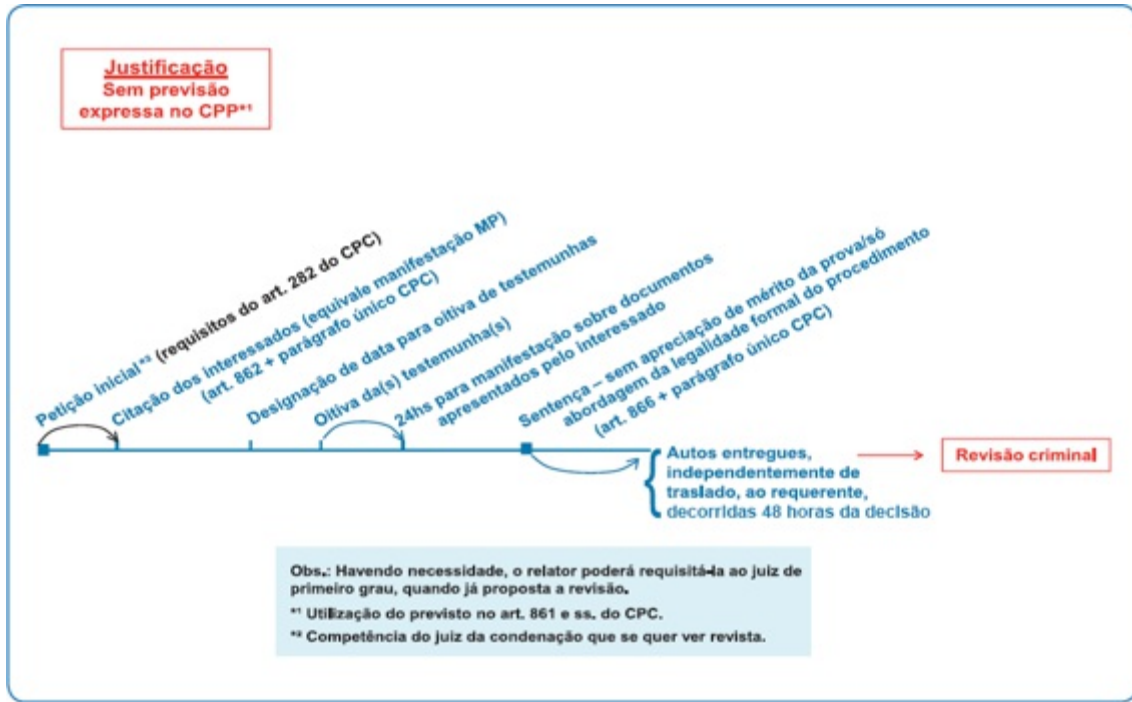 Justificação
Sem previsão
expressa no CPP*¹
Petição inicial*² (requisitos do art. 282 do CPC)
Citação dos interessados (equivale manifestação MP)
(art. 862 + parágrafo único CPC)
Designação de data para oitiva de testemunhas
Oitiva da(s) testemunha(s)
24hs para manifestação sobre documentos
apresentados pelo interessado
Sentença – sem apreciação de mérito da prova/só
abordagem da legalidade formal do procedimento
(art. 866 + parágrafo único CPC)
Autos entregues,
independentemente de
traslado, ao requerente,
decorridas 48 horas da decisão
Revisão criminal
Obs.: Havendo necessidade, o relator poderá requisitá-la ao juiz de
primeiro grau, quando já proposta a revisão.
*¹ Utilização do previsto no art. 861 e ss. do CPC.
*² Competência do juiz da condenação que se quer ver revista.